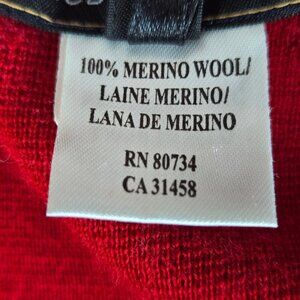 100% MERINO WOOL/
LAINE MERINO/
LANA DE MERINO
RN 80734
CA 31458